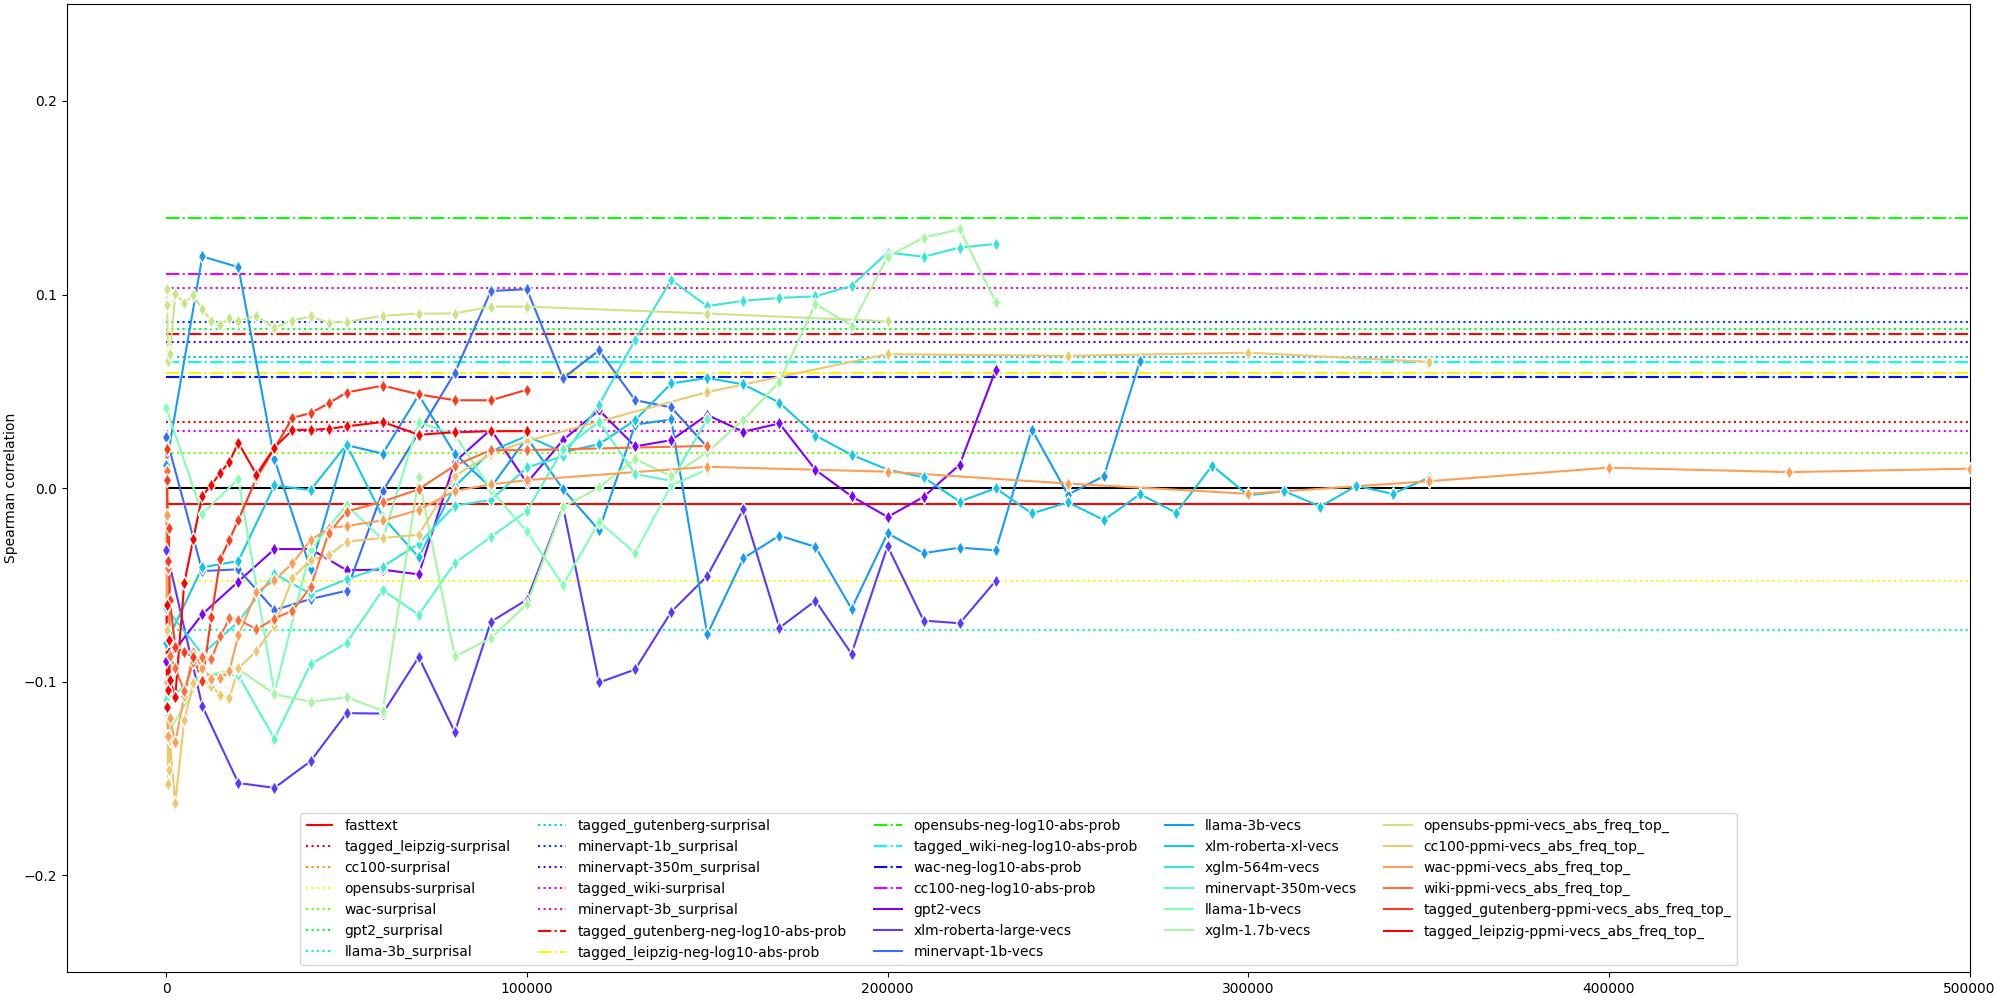 0.2
0.1
0.0
−0.1
−0.2
Spearman correlation
fasttext
tagged_leipzig-surprisal
cc100-surprisal
opensubs-surprisal
wac-surprisal
gpt2_surprisal
llama-3b_surprisal
tagged_gutenberg-surprisal
minervapt-1b_surprisal
minervapt-350m_surprisal
tagged_wiki-surprisal
minervapt-3b_surprisal
tagged_gutenberg-neg-log10-abs-prob
tagged_leipzig-neg-log10-abs-prob
opensubs-neg-log10-abs-prob
tagged_wiki-neg-log10-abs-prob
wac-neg-log10-abs-prob
cc100-neg-log10-abs-prob
gpt2-vecs
xlm-roberta-large-vecs
minervapt-1b-vecs
llama-3b-vecs
xlm-roberta-xl-vecs
xglm-564m-vecs
minervapt-350m-vecs
llama-1b-vecs
xglm-1.7b-vecs
opensubs-ppmi-vecs_abs_freq_top_
cc100-ppmi-vecs_abs_freq_top_
wac-ppmi-vecs_abs_freq_top_
wiki-ppmi-vecs_abs_freq_top_
tagged_gutenberg-ppmi-vecs_abs_freq_top_
tagged_leipzig-ppmi-vecs_abs_freq_top_
0 100000 200000 300000 400000 500000